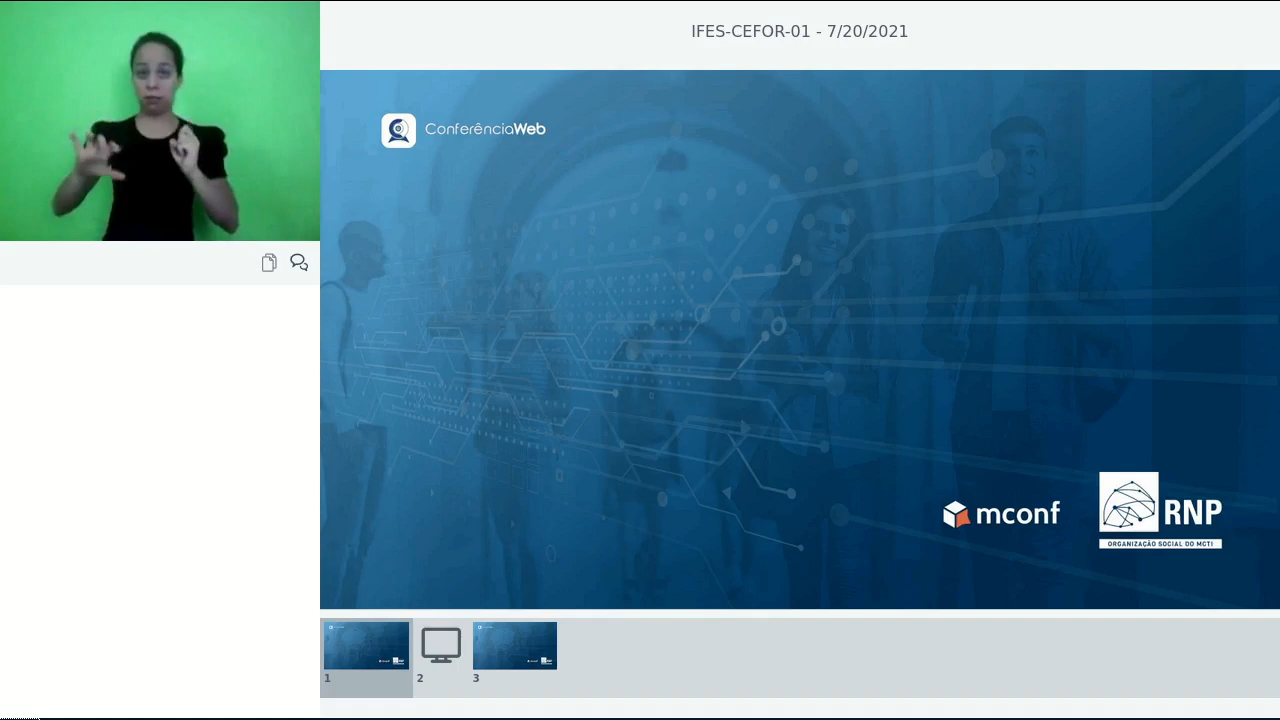 IFES-CEFOR-01 - 7/20/2021
ConferênciaWeb
mconf
RNP
ORGANIZAÇÃO SOCIAL DO MCTI
1
2
3